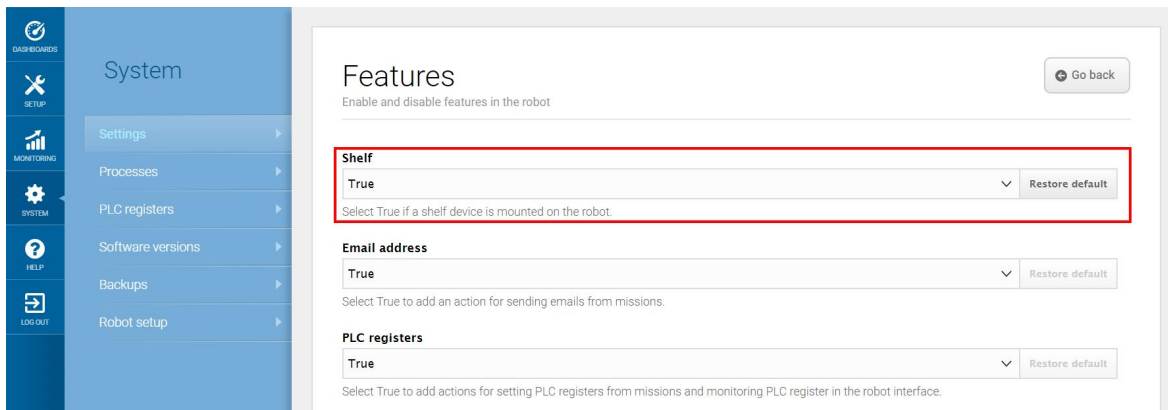 DASHBOARDS
SETUP
MONITORING
SYSTEM
HELP
LOG OUT
System
Settings
Processes
PLC registers
Software versions
Backups
Robot setup
Features
Go back
Enable and disable features in the robot
Shelf
True
Restore default
Select True if a shelf device is mounted on the robot.
Email address
True
Restore default
Select True to add an action for sending emails from missions.
PLC registers
True
Restore default
Select True to add actions for setting PLC registers from missions and monitoring PLC register in the robot interface.